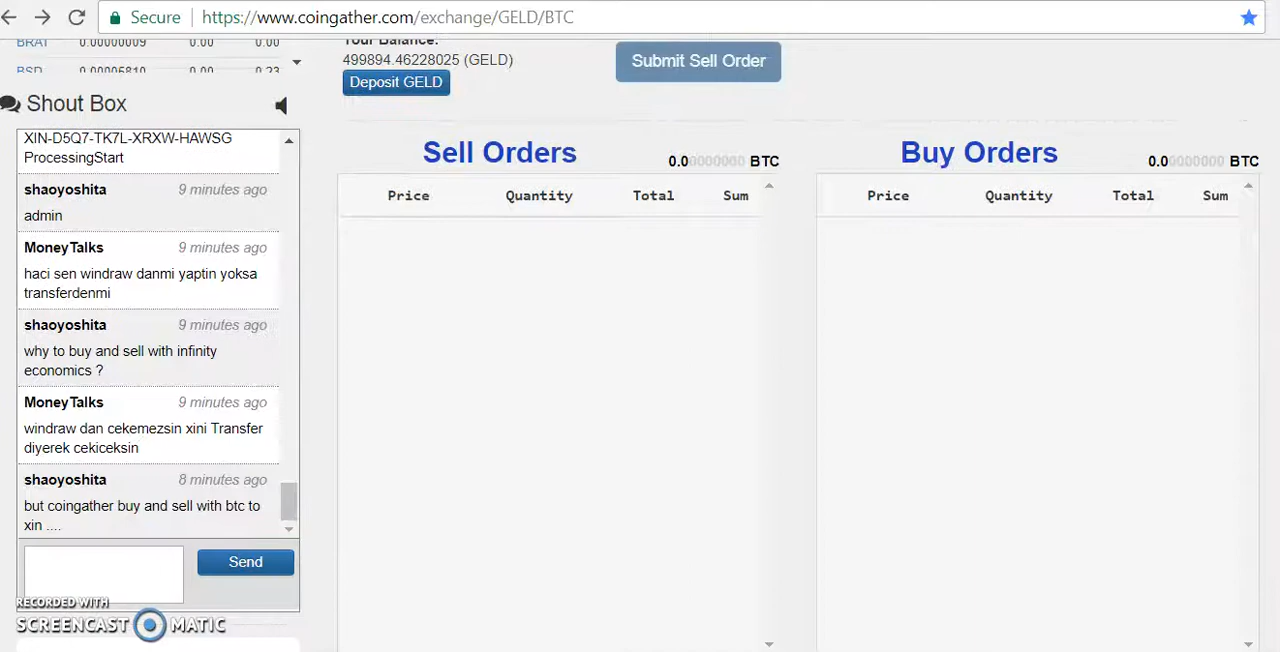 Secure https://www.coingather.com/exchange/GELD/BTC
BRAT 0.00000009 0.00 0.00
BSD 0.00005810 0.00 0.23
Your Balance:
499894.46228025 (GELD)
Deposit GELD
Submit Sell Order
Shout Box
XIN-D5Q7-TK7L-XRXW-HAWSG
ProcessingStart
shaoyoshita 9 minutes ago
admin
MoneyTalks 9 minutes ago
haci sen windraw danmi yaptin yoksa
transferdenmi
shaoyoshita 9 minutes ago
why to buy and sell with infinity
economics ?
MoneyTalks 9 minutes ago
windraw dan cekemezsin xini Transfer
diyerek cekiceksin
shaoyoshita 8 minutes ago
but coingather buy and sell with btc to
xin ....
Send
Sell Orders 0.00000000 BTC
Price Quantity Total Sum
Buy Orders 0.00000000 BTC
Price Quantity Total Sum
RECORDED WITH
SCREENCAST MATIC